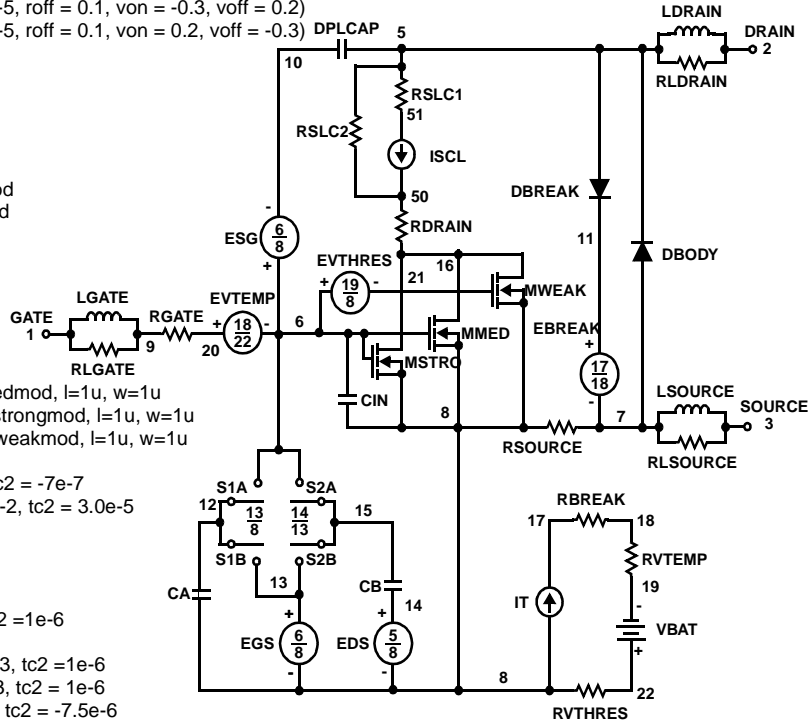 -5, roff = 0.1, von = -0.3, voff = 0.2)
-5, roff = 0.1, von = 0.2, voff = -0.3)
DPLCAP
5
LDRAIN
DRAIN
2
RLDRAIN
10
RSLC1
51
RSLC2
ISCL
50
od
d
DBREAK
RDRAIN
ESG
6
8
-
+
11
DBODY
EVTHRES
16
21
+
19
8
-
MWEAK
LGATE
GATE
1
RLGATE
9
RGATE
20
EVTEMP
+
18
22
-
6
MMED
MSTRO
EBREAK
+
17
18
-
edmod, l=1u, w=1u
strongmod, l=1u, w=1u
weakmod, l=1u, w=1u
CIN
8
RSOURCE
7
LSOURCE
SOURCE
3
RLSOURCE
c2 = -7e-7
-2, tc2 = 3.0e-5
S1A
S2A
12
13
8
14
13
15
S1B
S2B
13
CA
CB
14
+
EGS
6
8
-
+
EDS
5
8
-
17
RBREAK
18
RVTEMP
19
IT
-
VBAT
+
8
22
RVTHRES
2 =1e-6
3, tc2 =1e-6
3, tc2 = 1e-6
, tc2 = -7.5e-6